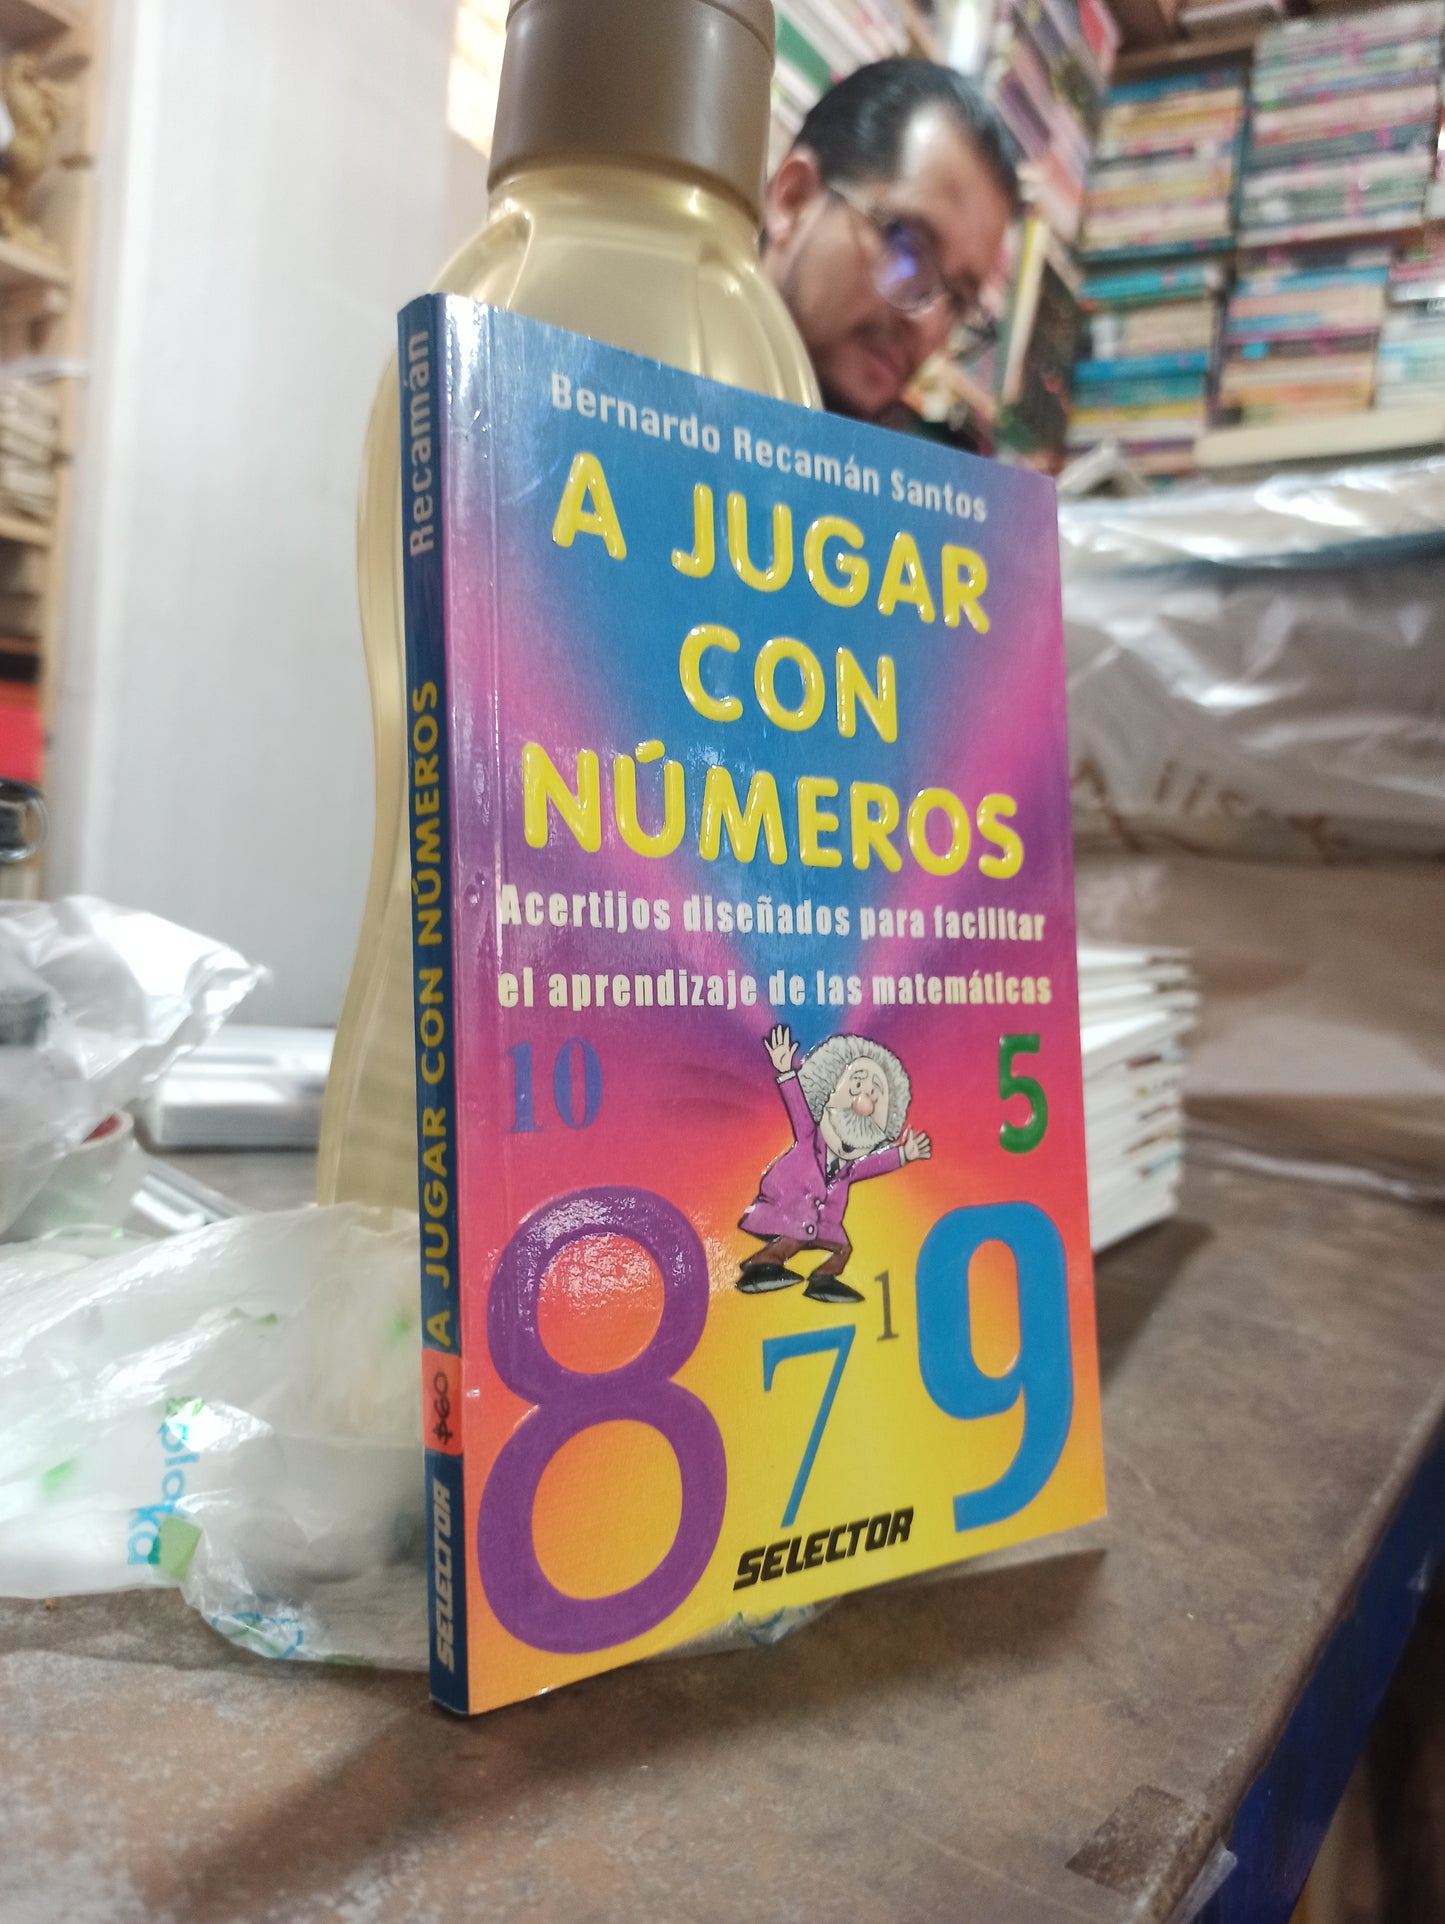 Bernardo Recamán Santos
A JUGAR
CON
NÚMEROS
Acertijos diseñados para facilitar
el aprendizaje de las matemáticas
10
5
8
7
1
9
SELECTOR
Recamán
A JUGAR CON NÚMEROS
$60
SELECTOR